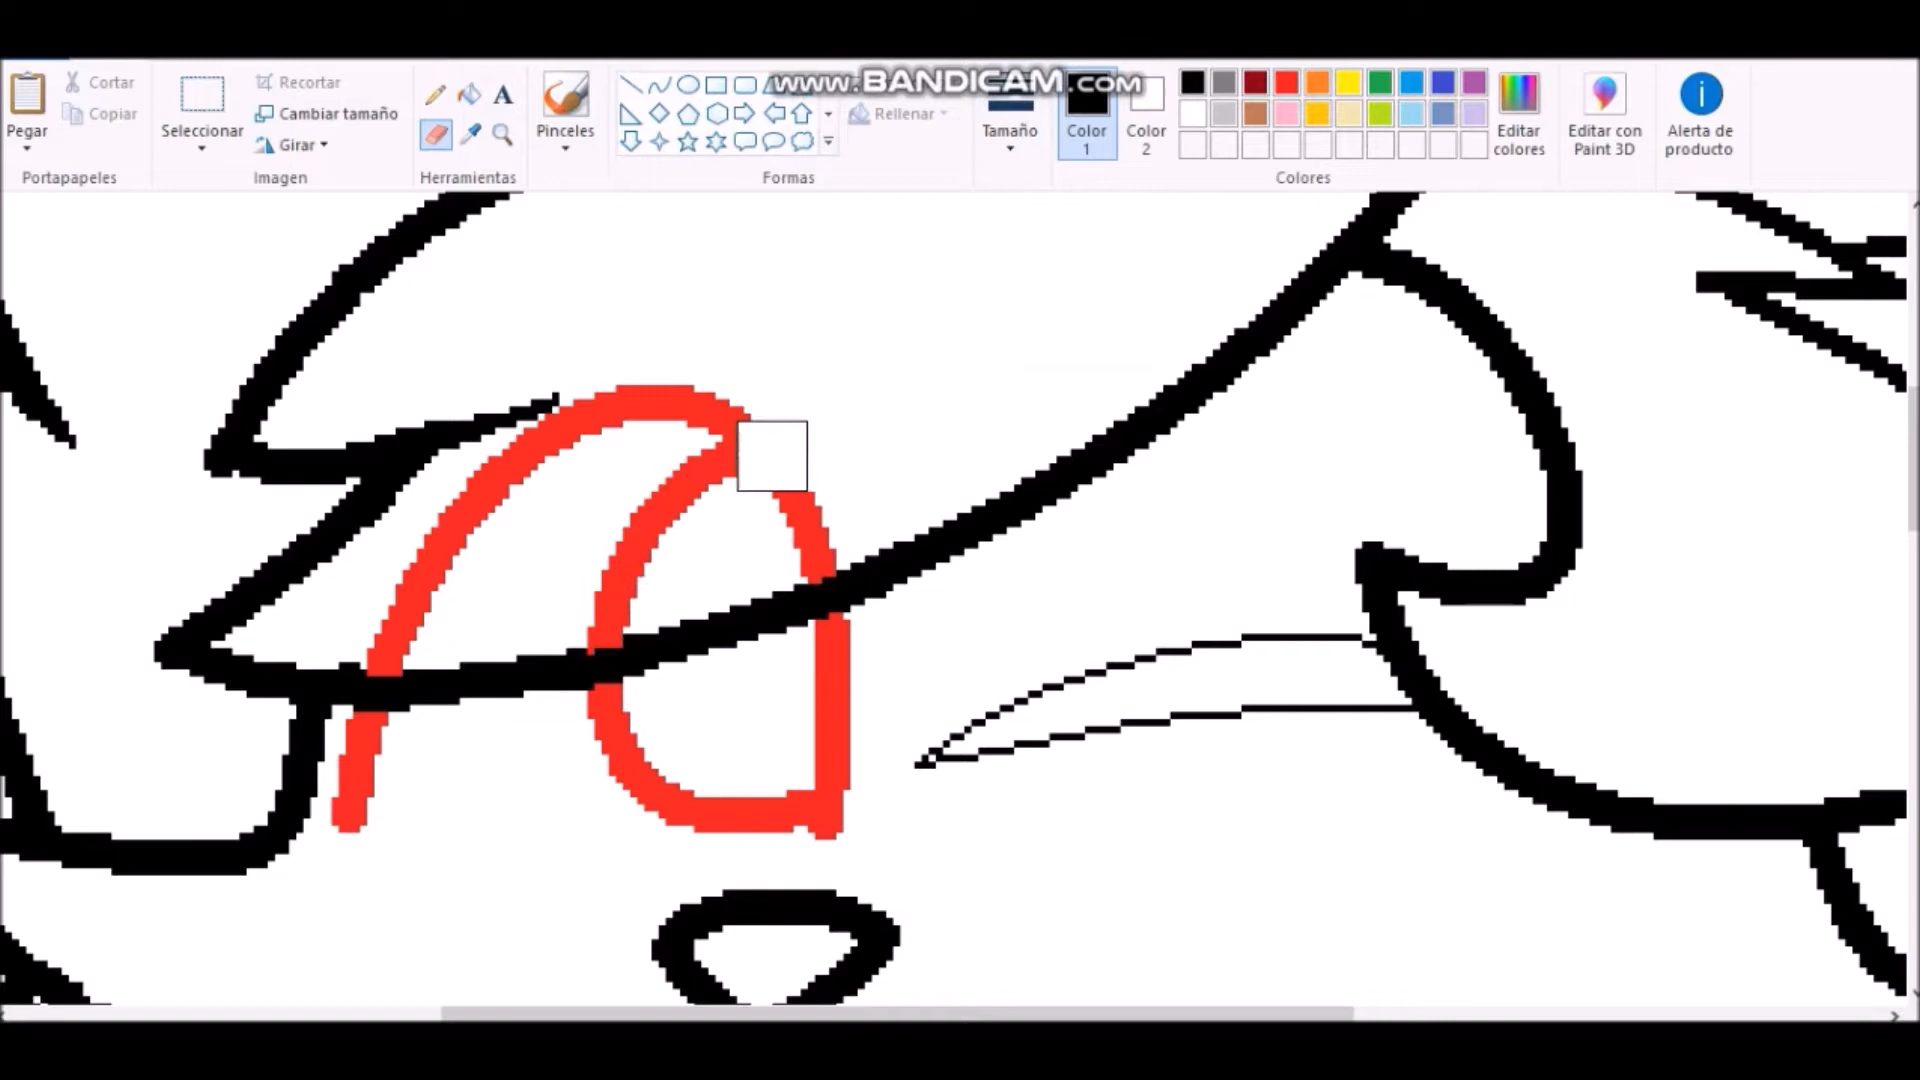 www.BANDICAM.com
Pegar
Cortar
Copiar
Portapapeles
Seleccionar
Recortar
Cambiar tamaño
Girar
Imagen
A
Herramientas
Pinceles
Rellenar
Formas
Tamaño
Color
1
Color
2
Editar
colores
Colores
Editar con
Paint 3D
i
Alerta de
producto